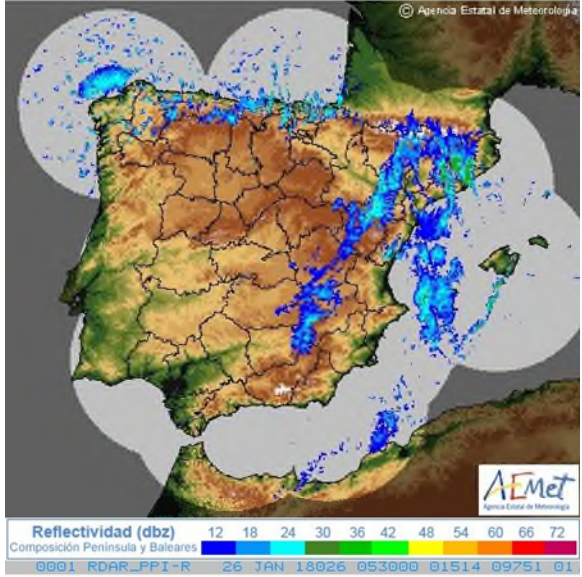 © Agencia Estatal de Meteorología
AEMet
Agencia Estatal de Meteorología
Reflectividad (dbz) 12 18 24 30 36 42 48 54 60 66 72
Composición Península y Baleares
0001 RDAR_PPI-R 26 JAN 18026 053000 01514 09751 01